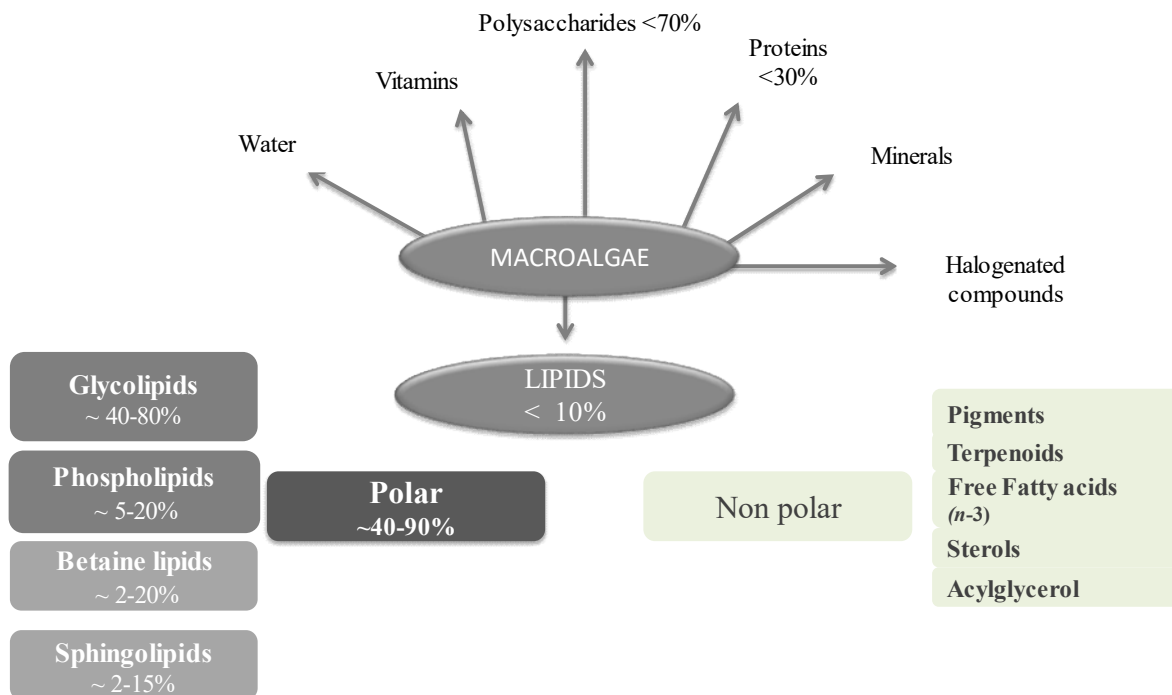 Polysaccharides <70%
Proteins
<30%
Vitamins
Water
Minerals
MACROALGAE
Halogenated
compounds
LIPIDS
< 10%
Glycolipids
~ 40-80%
Phospholipids
~ 5-20%
Betaine lipids
~ 2-20%
Sphingolipids
~ 2-15%
Polar
~40-90%
Non polar
Pigments
Terpenoids
Free Fatty acids
(n-3)
Sterols
Acylglycerol